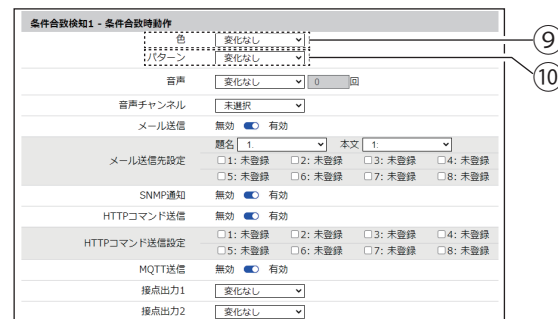 条件合致検知1 - 条件合致時動作
色 変化なし ⑨
パターン 変化なし ⑩
音声 変化なし 0 回
音声チャンネル 未選択
メール送信 無効 有効
題名 1. 本文 1:
メール送信先設定 1: 未登録 2: 未登録 3: 未登録 4: 未登録
5: 未登録 6: 未登録 7: 未登録 8: 未登録
SNMP通知 無効 有効
HTTPコマンド送信 無効 有効
HTTPコマンド送信設定 1: 未登録 2: 未登録 3: 未登録 4: 未登録
5: 未登録 6: 未登録 7: 未登録 8: 未登録
MQTT送信 無効 有効
接点出力1 変化なし
接点出力2 変化なし